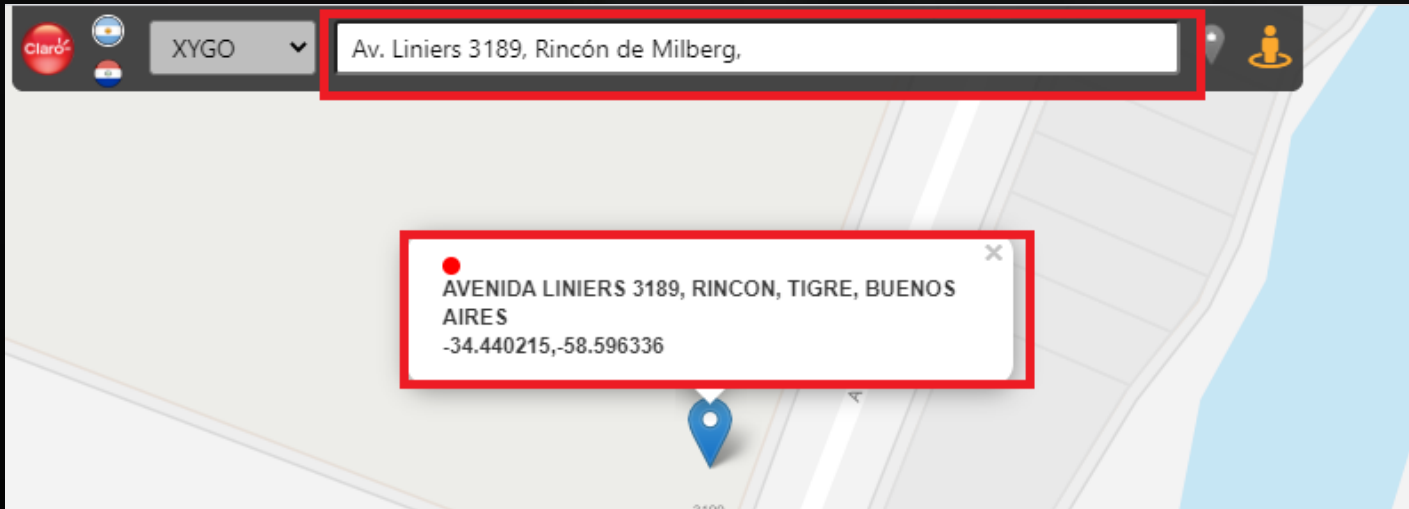 Claro
XYGO
Av. Liniers 3189, Rincón de Milberg,
AVENIDA LINIERS 3189, RINCON, TIGRE, BUENOS
AIRES
-34.440215,-58.596336
A